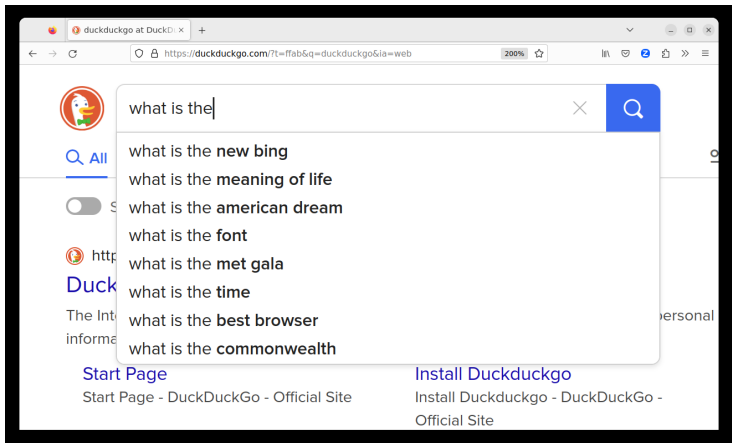 duckduckgo at DuckD
https://duckduckgo.com/?t=ffab&q=duckduckgo&ia=web
200%
what is the
All
what is the new bing
what is the meaning of life
what is the american dream
what is the font
what is the met gala
what is the time
what is the best browser
what is the commonwealth
S
http
Duck
The Int
personal
informa
Start Page
Install Duckduckgo
Start Page - DuckDuckGo - Official Site
Install Duckduckgo - DuckDuckGo -
Official Site